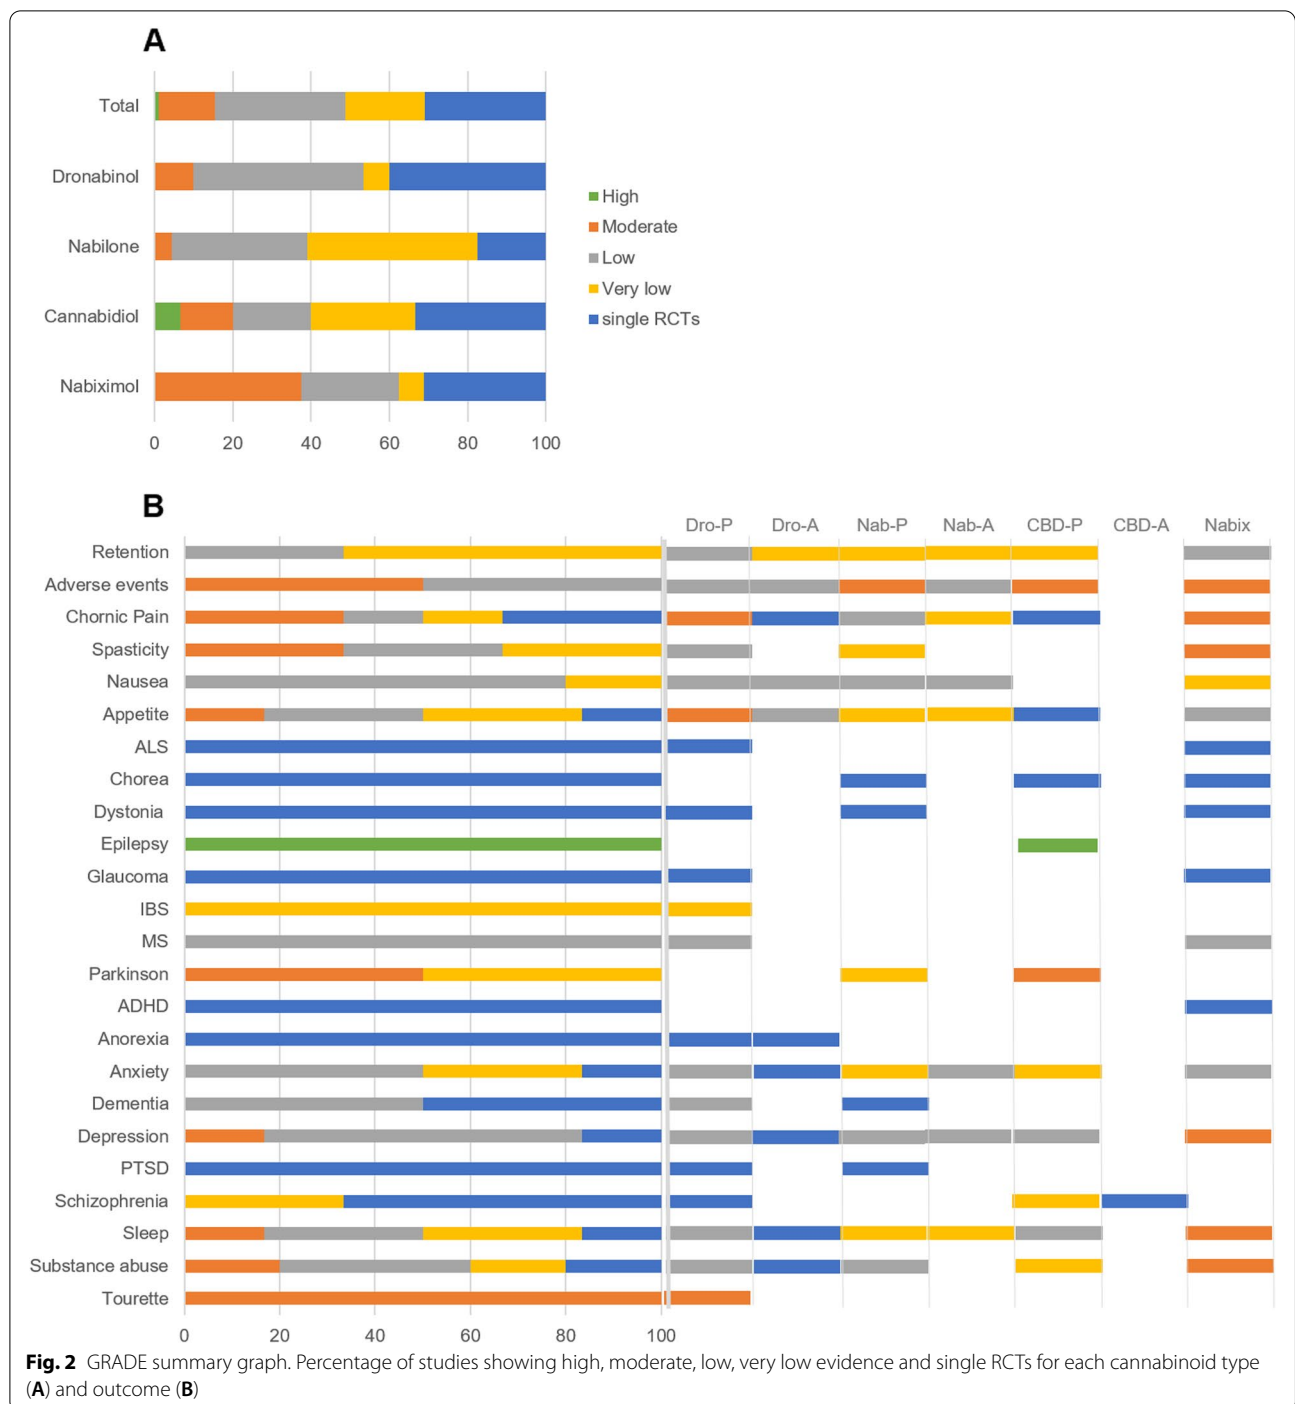 A
Total
Dronabinol
Nabilone
Cannabidiol
Nabiximol
0 20 40 60 80 100
High
Moderate
Low
Very low
single RCTs
B
Dro-P Dro-A Nab-P Nab-A CBD-P CBD-A Nabix
Retention
Adverse events
Chornic Pain
Spasticity
Nausea
Appetite
ALS
Chorea
Dystonia
Epilepsy
Glaucoma
IBS
MS
Parkinson
ADHD
Anorexia
Anxiety
Dementia
Depression
PTSD
Schizophrenia
Sleep
Substance abuse
Tourette
0 20 40 60 80 100
Fig. 2 GRADE summary graph. Percentage of studies showing high, moderate, low, very low evidence and single RCTs for each cannabinoid type
(A) and outcome (B)